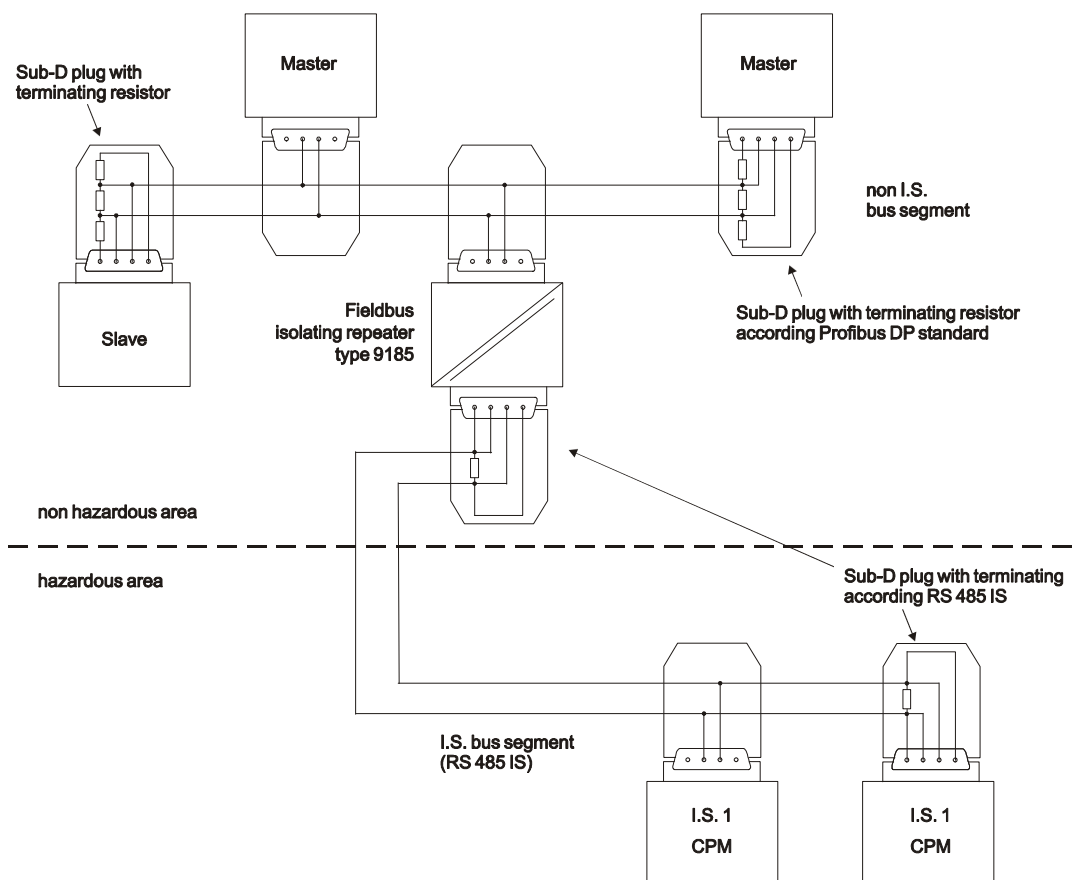 Master
Master
Sub-D plug with
terminating resistor
non I.S.
bus segment
Sub-D plug with terminating resistor
according Profibus DP standard
Fieldbus
isolating repeater
type 9185
Slave
non hazardous area
hazardous area
Sub-D plug with terminating
according RS 485 IS
I.S. bus segment
(RS 485 IS)
I.S. 1
CPM
I.S. 1
CPM